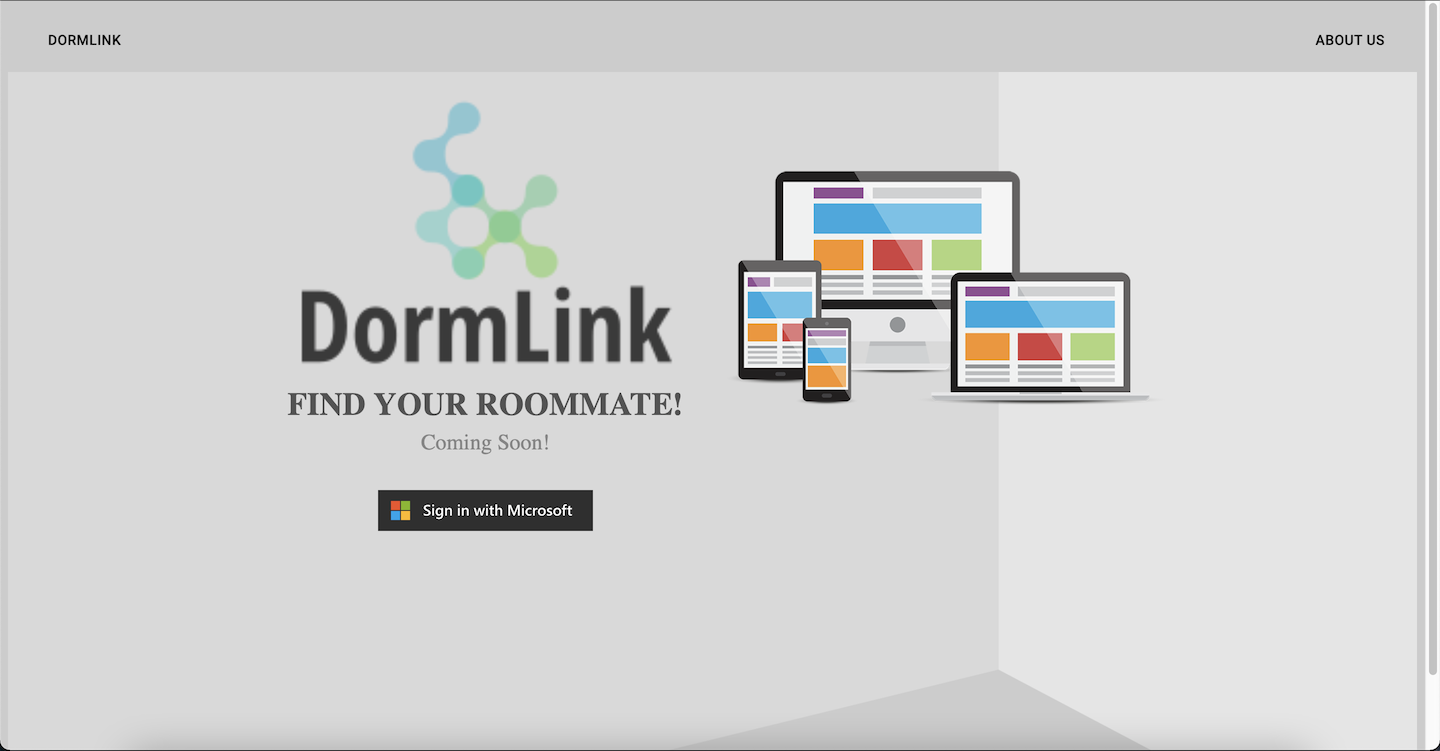 DORMLINK
ABOUT US
DormLink
FIND YOUR ROOMMATE!
Coming Soon!
Sign in with Microsoft